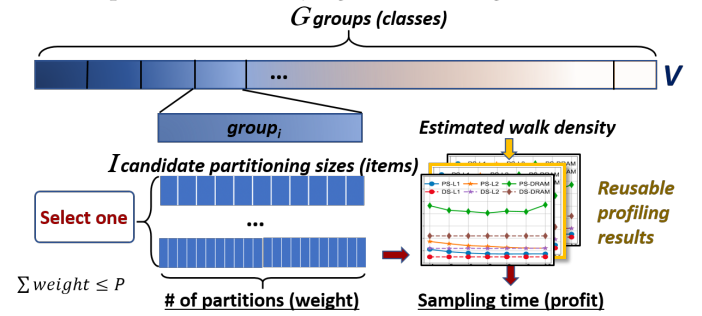 G groups (classes)
...
V
group_i
Estimated walk density
I candidate partitioning sizes (items)
Select one
...
PS-L1 PS-L2 PS-DRAM
DS-L1 DS-L2 DS-DRAM
Reusable
profiling
results
∑weight ≤ P
# of partitions (weight)
Sampling time (profit)